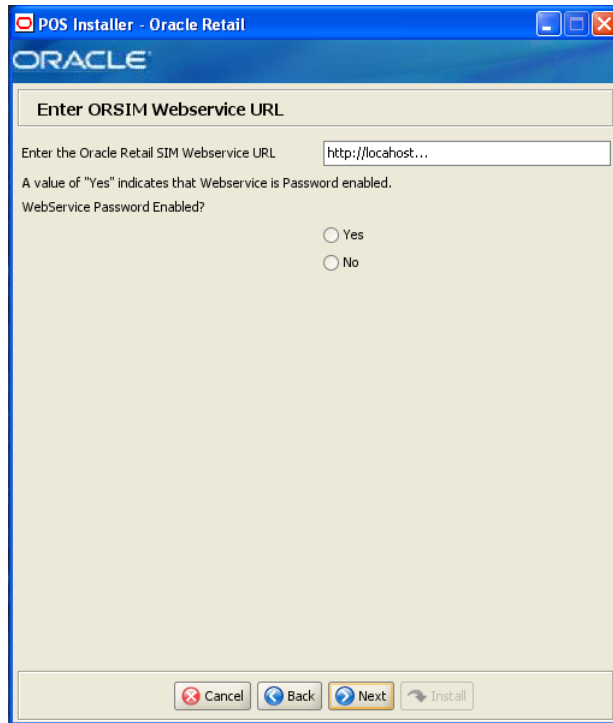 POS Installer - Oracle Retail
ORACLE
Enter ORSIM Webservice URL
Enter the Oracle Retail SIM Webservice URL http://locahost...
A value of "Yes" indicates that Webservice is Password enabled.
WebService Password Enabled?
Yes
No
Cancel Back Next Install